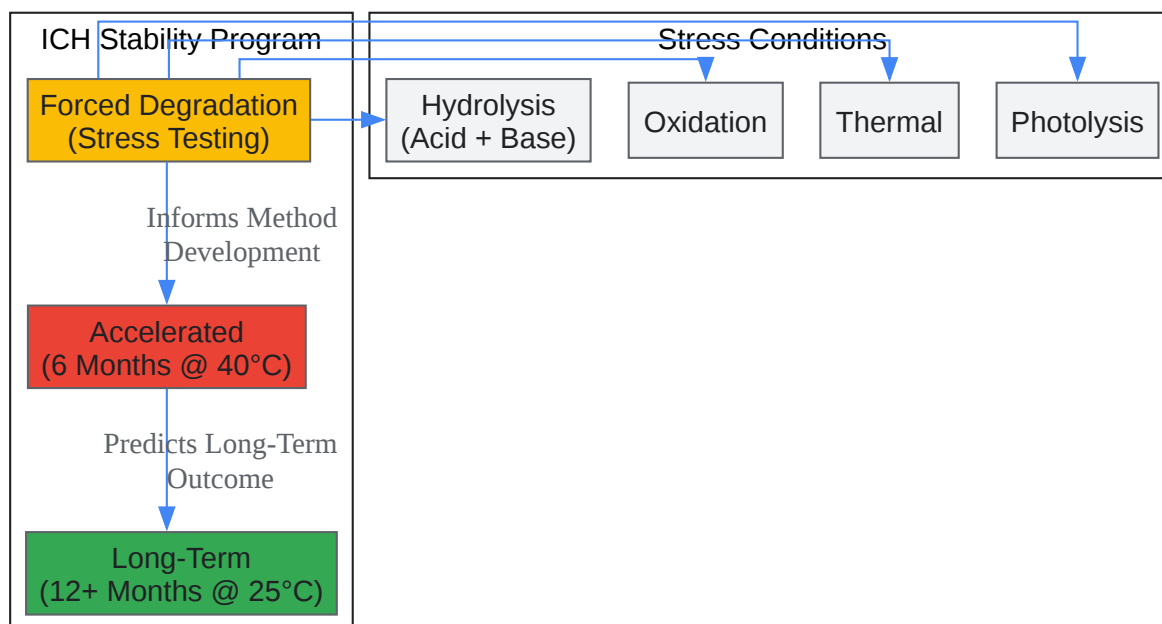 ICH Stability Program
Stress Conditions
Forced Degradation
(Stress Testing)
Hydrolysis
(Acid + Base)
Oxidation
Thermal
Photolysis
Informs Method
Development
Accelerated
(6 Months @ 40°C)
Predicts Long-Term
Outcome
Long-Term
(12+ Months @ 25°C)